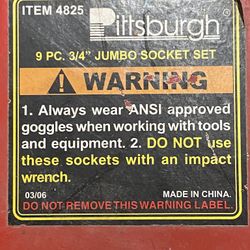 ITEM 4825 Pittsburgh®
9 PC. 3/4" JUMBO SOCKET SET
WARNING
1. Always wear ANSI approved
goggles when working with tools
and equipment. 2. DO NOT use
these sockets with an impact
wrench.
03/06 MADE IN CHINA.
DO NOT REMOVE THIS WARNING LABEL.